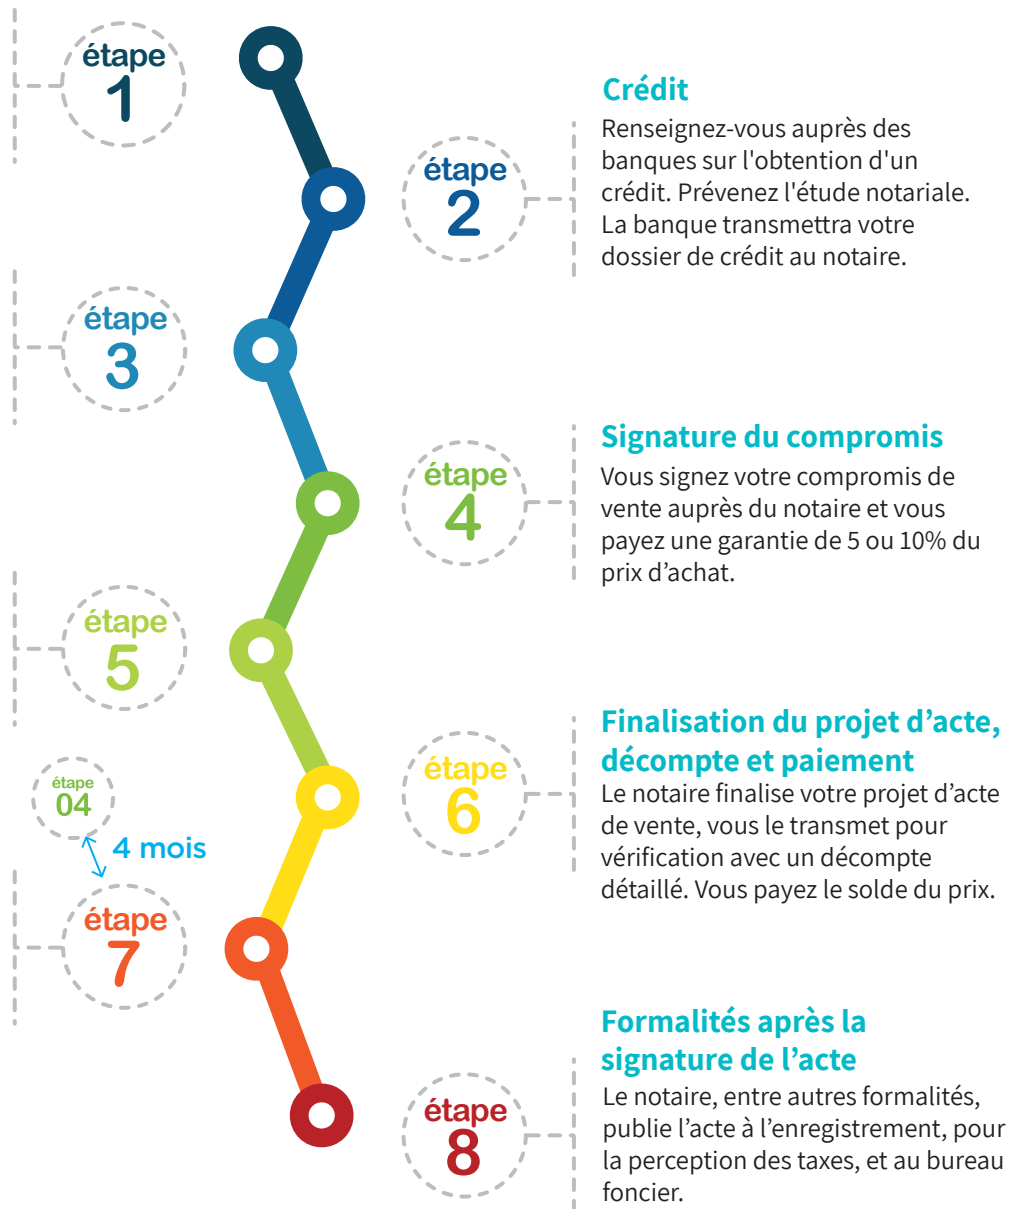 étape
1
Crédit
Renseignez-vous auprès des
banques sur l'obtention d'un
crédit. Prévenez l'étude notariale.
La banque transmettra votre
dossier de crédit au notaire.
étape
2
étape
3
Signature du compromis
Vous signez votre compromis de
vente auprès du notaire et vous
payez une garantie de 5 ou 10% du
prix d’achat.
étape
4
étape
5
Finalisation du projet d’acte,
décompte et paiement
Le notaire finalise votre projet d’acte
de vente, vous le transmet pour
vérification avec un décompte
détaillé. Vous payez le solde du prix.
étape
6
étape
04
4 mois
étape
7
Formalités après la
signature de l’acte
Le notaire, entre autres formalités,
publie l’acte à l’enregistrement, pour
la perception des taxes, et au bureau
foncier.
étape
8